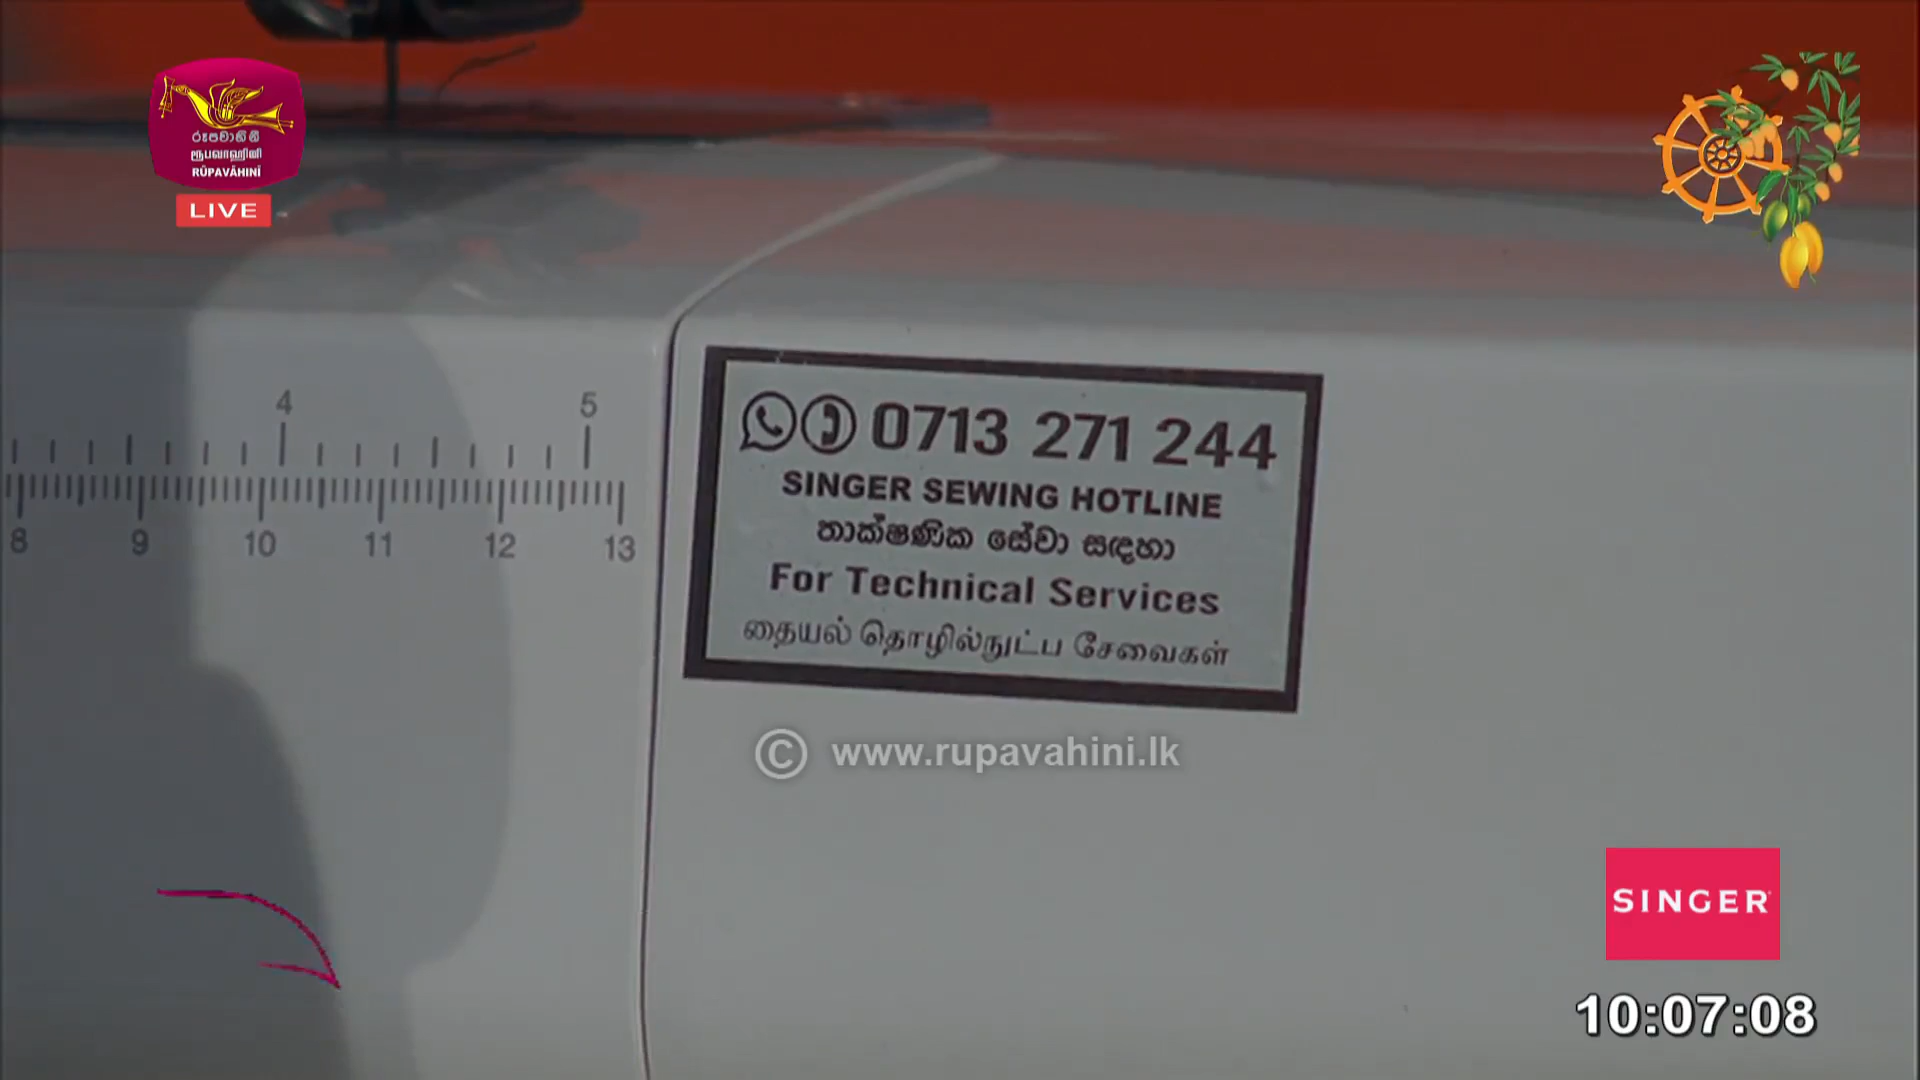 රූපවාහිනී
ரூபவாஹினி
RŪPAVĀHINĪ
LIVE
4 5
8 9 10 11 12 13
0713 271 244
SINGER SEWING HOTLINE
තාක්ෂණික සේවා සඳහා
For Technical Services
தையல் தொழில்நுட்ப சேவைகள்
© www.rupavahini.lk
SINGER
10:07:08